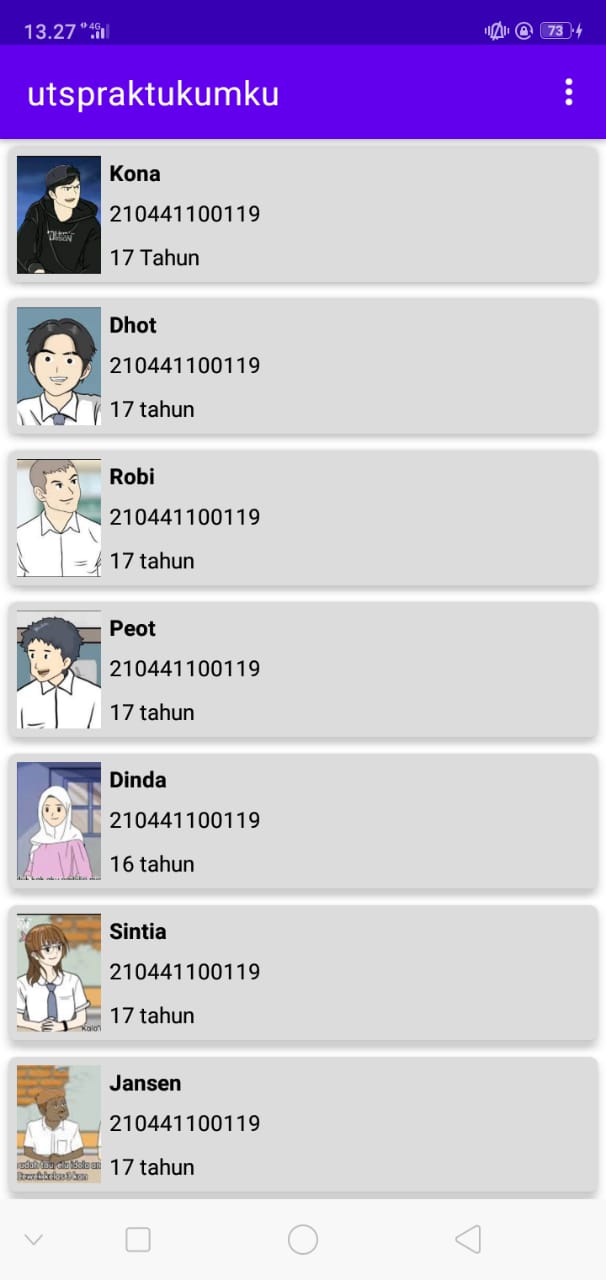 13.27
4G
73
utspraktukumku
Kona
210441100119
17 Tahun
Dhot
210441100119
17 tahun
Robi
210441100119
17 tahun
Peot
210441100119
17 tahun
Dinda
210441100119
16 tahun
Sintia
210441100119
17 tahun
Jansen
210441100119
17 tahun